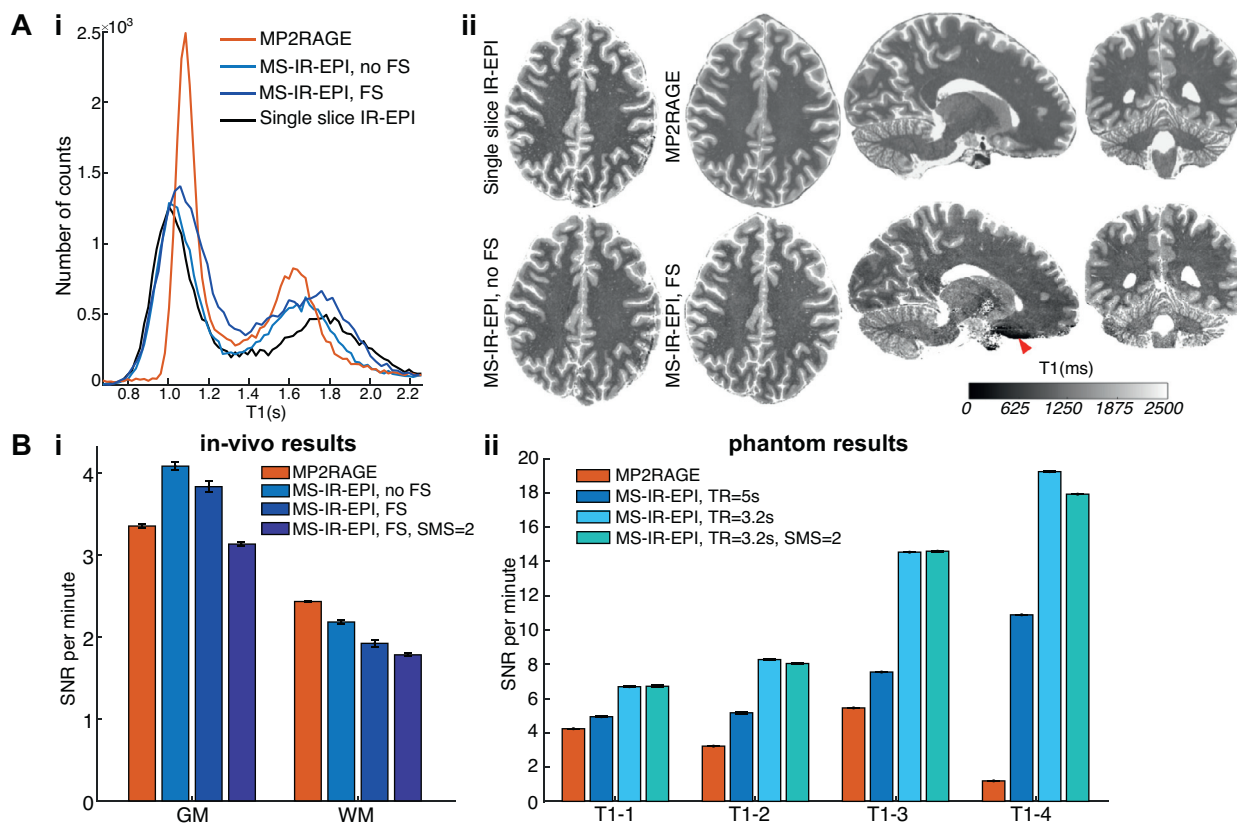 A i ii
2.5 ×10³
2
1.5
1
0.5
0
Number of counts
0.8 1.0 1.2 1.4 1.6 1.8 2.0 2.2
T1(s)
MP2RAGE
MS-IR-EPI, no FS
MS-IR-EPI, FS
Single slice IR-EPI
Single slice IR-EPI
MP2RAGE
MS-IR-EPI, no FS
MS-IR-EPI, FS
T1(ms)
0 625 1250 1875 2500
B i in-vivo results
MP2RAGE
MS-IR-EPI, no FS
MS-IR-EPI, FS
MS-IR-EPI, FS, SMS=2
4
3
2
1
0
SNR per minute
GM WM
ii phantom results
MP2RAGE
MS-IR-EPI, TR=5s
MS-IR-EPI, TR=3.2s
MS-IR-EPI, TR=3.2s, SMS=2
20
18
16
14
12
10
8
6
4
2
0
SNR per minute
T1-1 T1-2 T1-3 T1-4